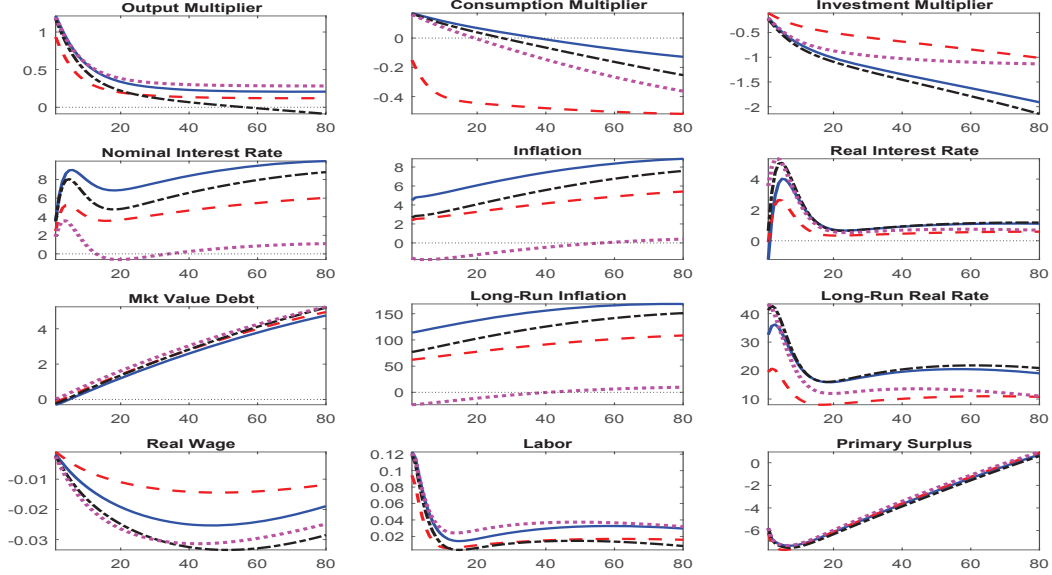 Output Multiplier
Consumption Multiplier
Investment Multiplier
1
0.5
0
20 40 60 80
0
-0.2
-0.4
20 40 60 80
-0.5
-1
-1.5
-2
20 40 60 80
Nominal Interest Rate
Inflation
Real Interest Rate
8
6
4
2
0
20 40 60 80
8
6
4
2
0
20 40 60 80
4
2
0
20 40 60 80
Mkt Value Debt
Long-Run Inflation
Long-Run Real Rate
4
2
0
20 40 60 80
150
100
50
0
20 40 60 80
40
30
20
10
20 40 60 80
Real Wage
Labor
Primary Surplus
-0.01
-0.02
-0.03
20 40 60 80
0.12
0.1
0.08
0.06
0.04
0.02
20 40 60 80
0
-2
-4
-6
20 40 60 80